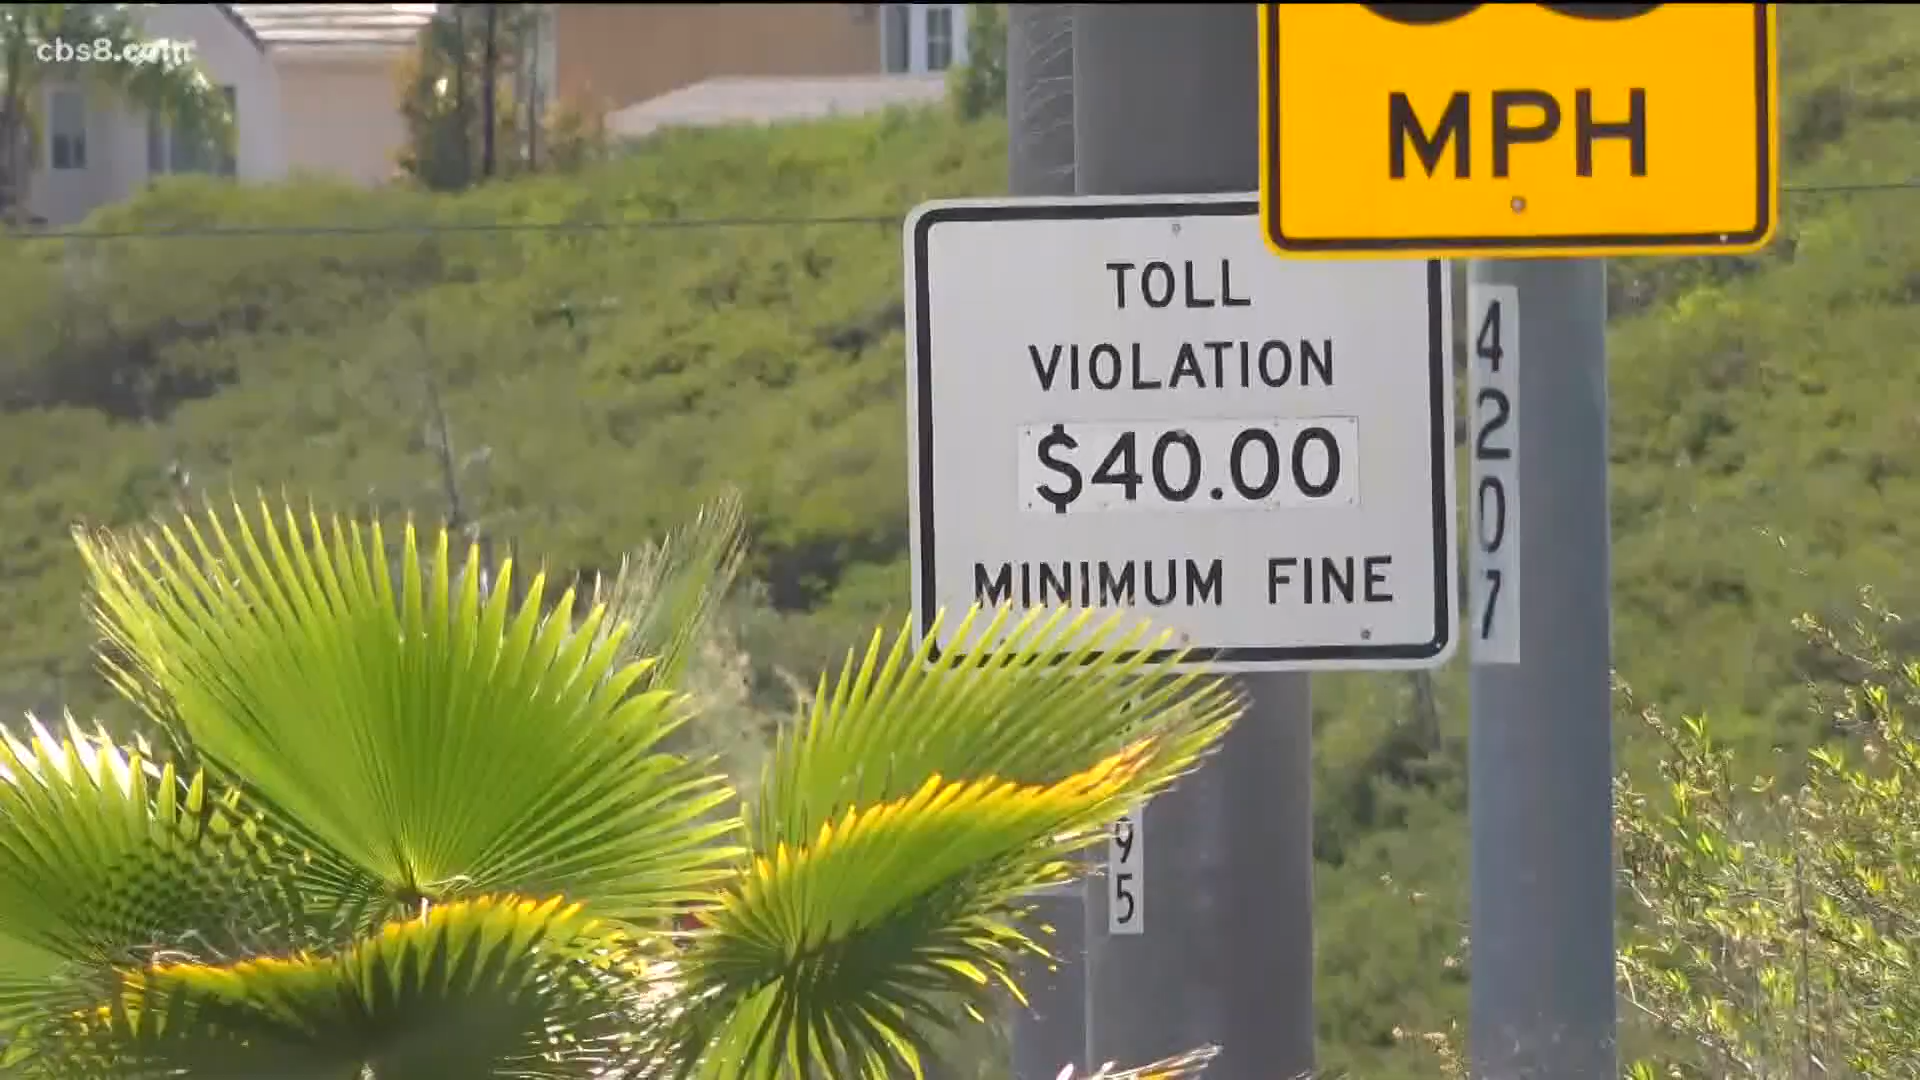 cbs8.com
MPH
TOLL
VIOLATION
$40.00
MINIMUM FINE
4207
95